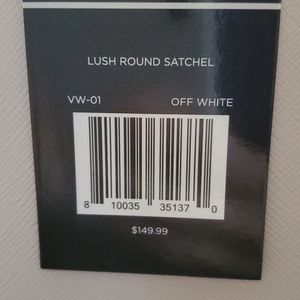 LUSH ROUND SATCHEL
VW-01 OFF WHITE
8 10035 35137 0
$149.99